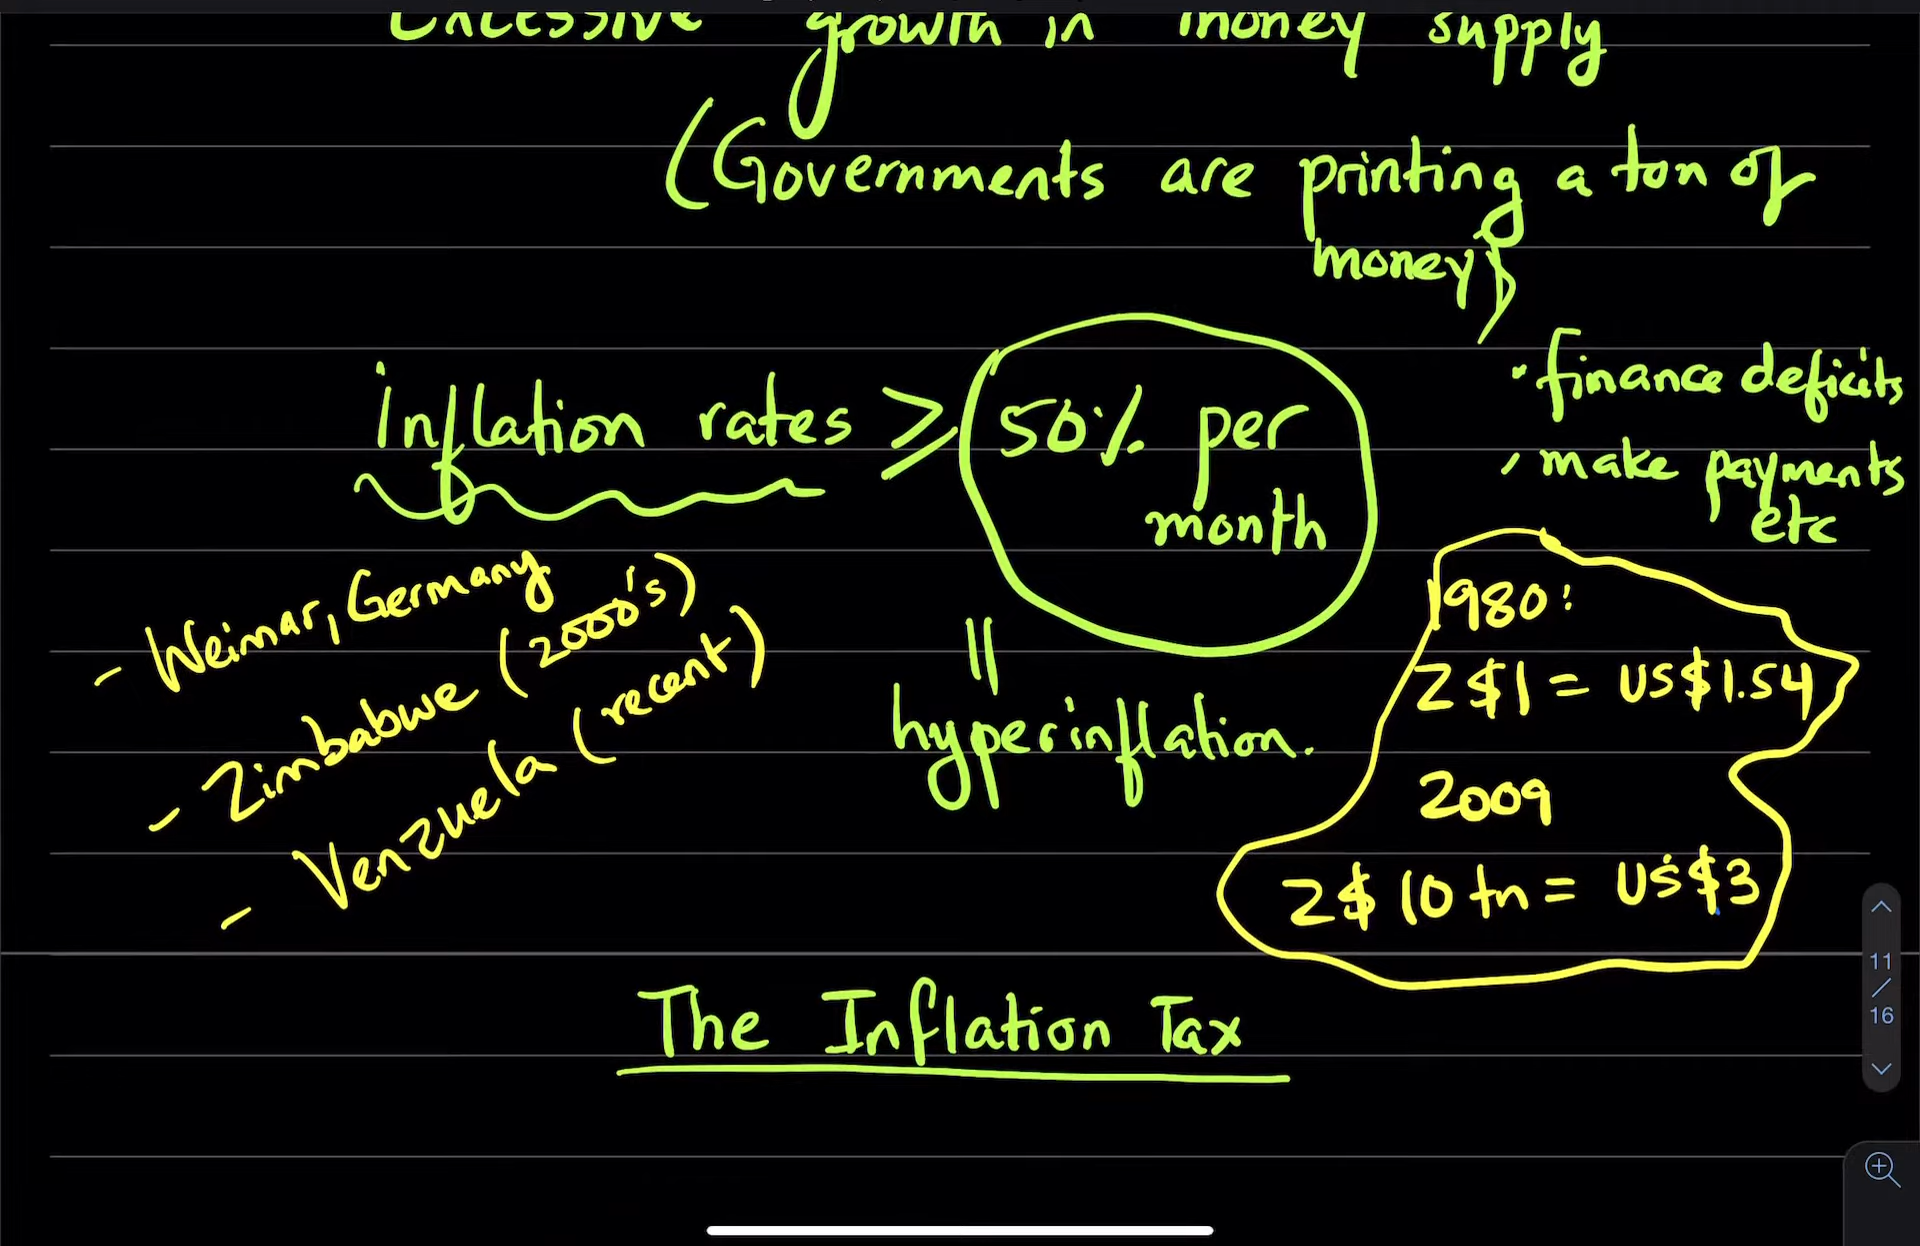 Excessive growth in money supply
(Governments are printing a ton of
money)
• finance deficits
Inflation rates ≥ 50% per
month
• make payments
etc
- Weimar, Germany
- Zimbabwe (2000's)
- Venzuela (recent)
||
hyperinflation.
1980:
Z$1 = US$1.54
2009
Z$ 10 tn = US$3
The Inflation Tax
11
/
16